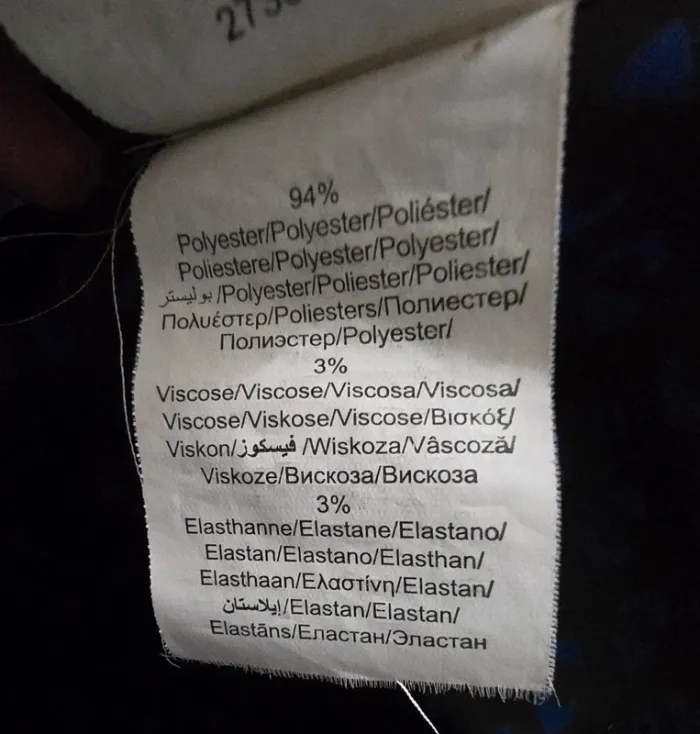 94%
Polyester/Polyester/Poliéster/
Poliestere/Polyester/Polyester/
بوليستر/Polyester/Poliester/Poliester/
Πολυέστερ/Poliesters/Полиестер/
Полиэстер/Polyester/
3%
Viscose/Viscose/Viscosa/Viscosa/
Viscose/Viskose/Viscose/Βισκόζ/
Viskon/فيسكوز /Wiskoza/Vâscoză/
Viskoze/Вискоза/Вискоза
3%
Elasthanne/Elastane/Elastano/
Elastan/Elastano/Elasthan/
Elasthaan/Ελαστίνη/Elastan/
إيلاستان/Elastan/Elastan/
Elastāns/Еластан/Эластан